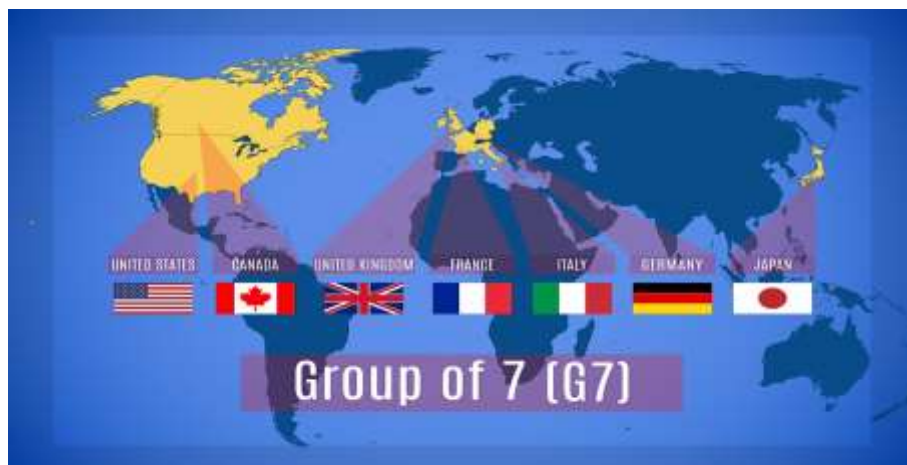 UNITED STATES
CANADA
UNITED KINGDOM
FRANCE
ITALY
GERMANY
JAPAN
Group of 7 (G7)